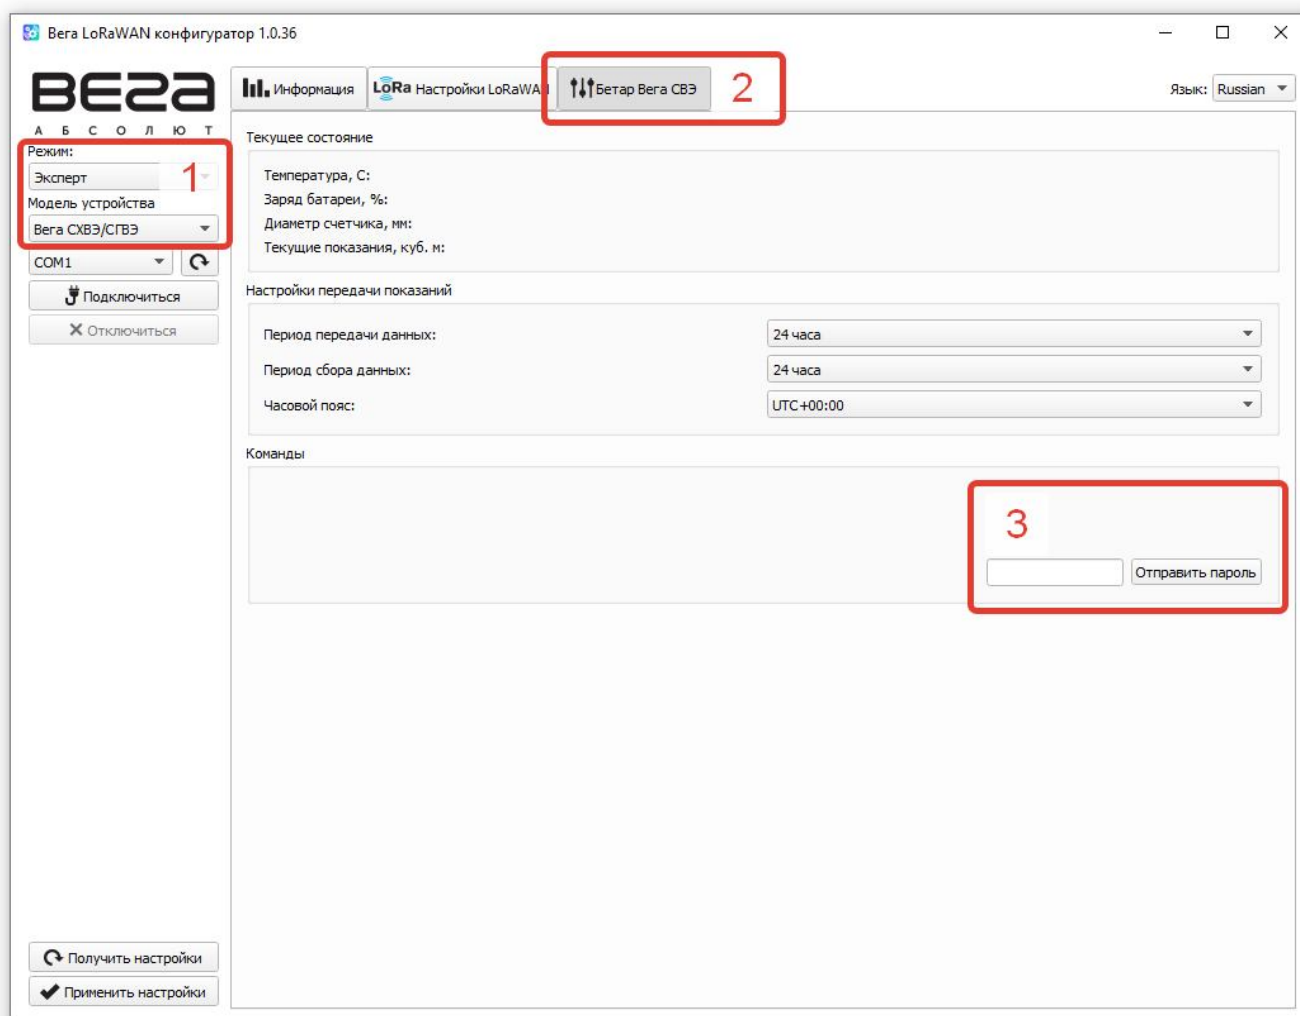 Вега LoRaWAN конфигуратор 1.0.36
ВЕГА
АБСОЛЮТ
Информация
LoRa Настройки LoRaWAN
Бетар Вега СВЭ
2
Язык: Russian
Режим:
Эксперт
1
Модель устройства
Вега СХВЭ/СГВЭ
COM1
Подключиться
Отключиться
Текущее состояние
Температура, С:
Заряд батареи, %:
Диаметр счетчика, мм:
Текущие показания, куб. м:
Настройки передачи показаний
Период передачи данных: 24 часа
Период сбора данных: 24 часа
Часовой пояс: UTC+00:00
Команды
3
Отправить пароль
Получить настройки
Применить настройки